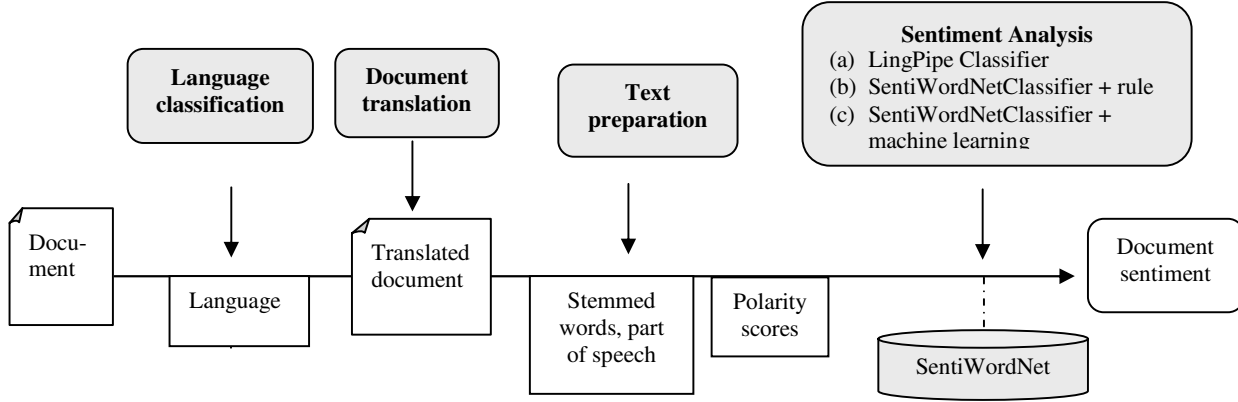 Language
classification
Document
translation
Text
preparation
Sentiment Analysis
(a) LingPipe Classifier
(b) SentiWordNetClassifier + rule
(c) SentiWordNetClassifier +
machine learning
Docu-
ment
Language
Translated
document
Stemmed
words, part
of speech
Polarity
scores
Document
sentiment
SentiWordNet